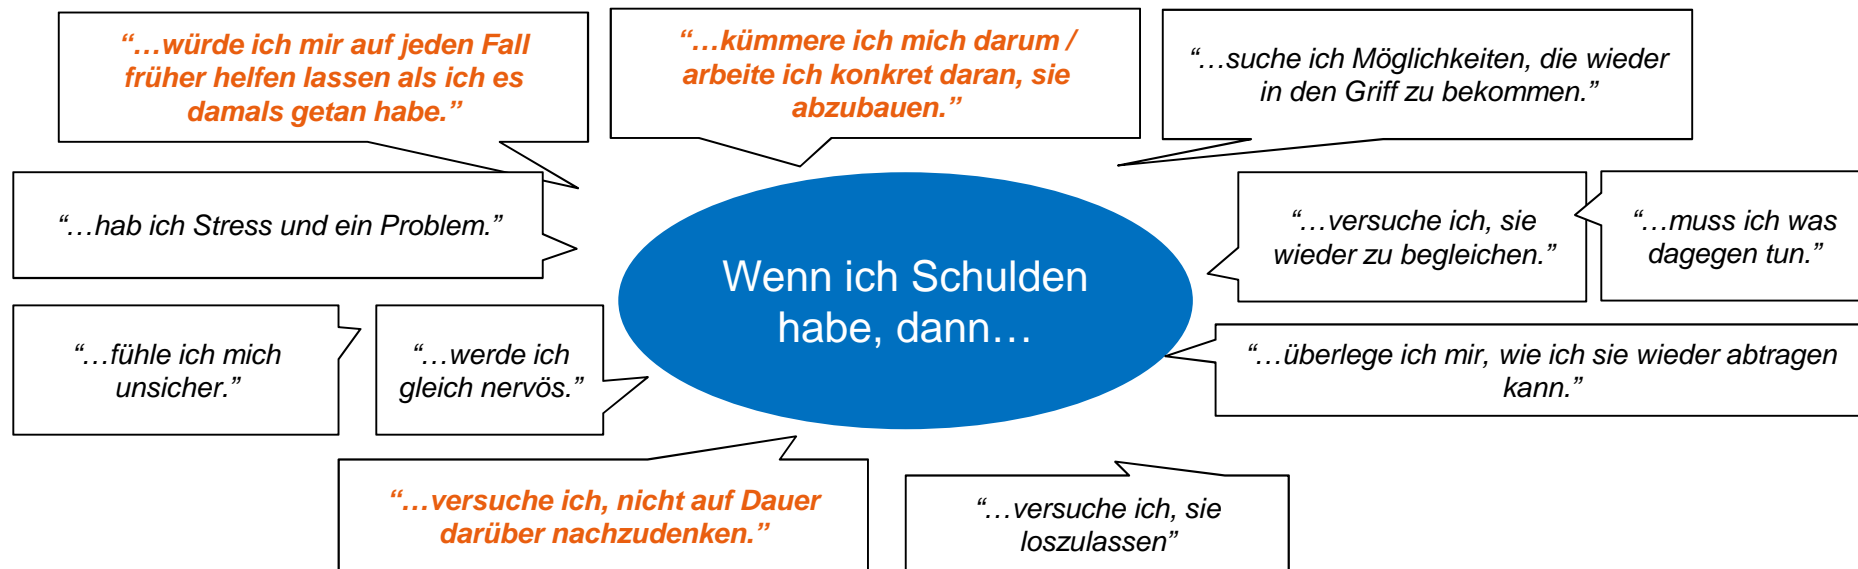 “…würde ich mir auf jeden Fall
früher helfen lassen als ich es
damals getan habe.”
“…kümmere ich mich darum /
arbeite ich konkret daran, sie
abzubauen.”
“…suche ich Möglichkeiten, die wieder
in den Griff zu bekommen.”
“…hab ich Stress und ein Problem.”
“…versuche ich, sie
wieder zu begleichen.”
“…muss ich was
dagegen tun.”
Wenn ich Schulden
habe, dann…
“…fühle ich mich
unsicher.”
“…werde ich
gleich nervös.”
“…überlege ich mir, wie ich sie wieder abtragen
kann.”
“…versuche ich, nicht auf Dauer
darüber nachzudenken.”
“…versuche ich, sie
loszulassen”